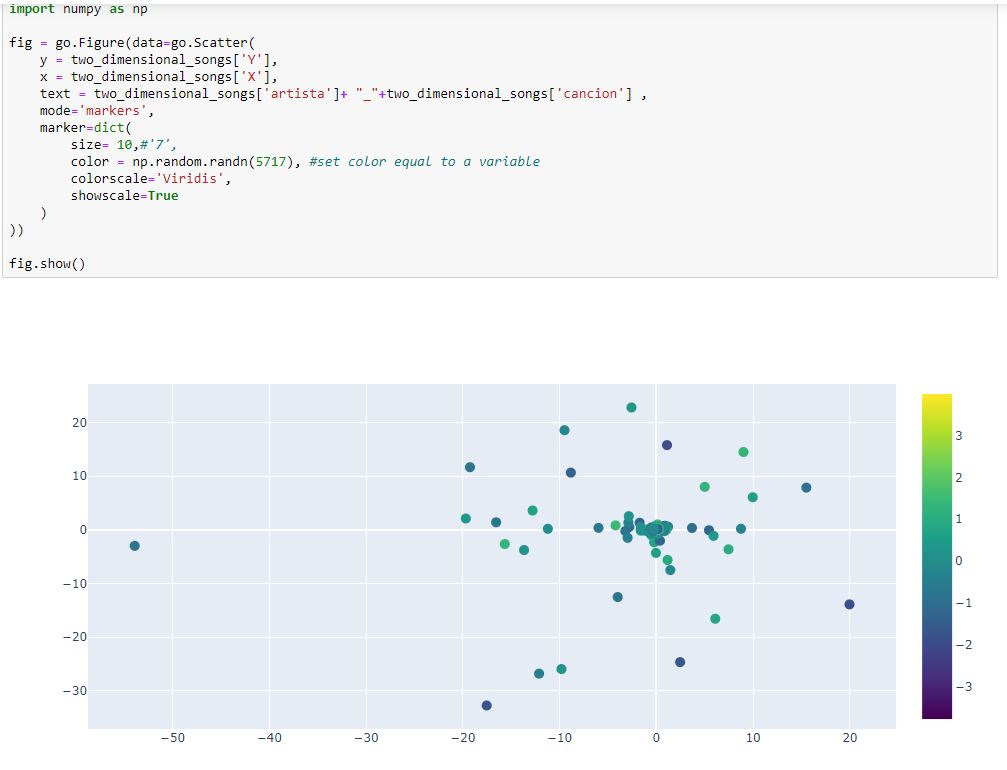 import numpy as np
fig = go.Figure(data=go.Scatter(
y = two_dimensional_songs['Y'],
x = two_dimensional_songs['X'],
text = two_dimensional_songs['artista']+ "_"+two_dimensional_songs['cancion'] ,
mode='markers',
marker=dict(
size= 10,#'7',
color = np.random.randn(5717), #set color equal to a variable
colorscale='Viridis',
showscale=True
)
))
fig.show()
20
10
0
−10
−20
−30
−50 −40 −30 −20 −10 0 10 20
3
2
1
0
−1
−2
−3